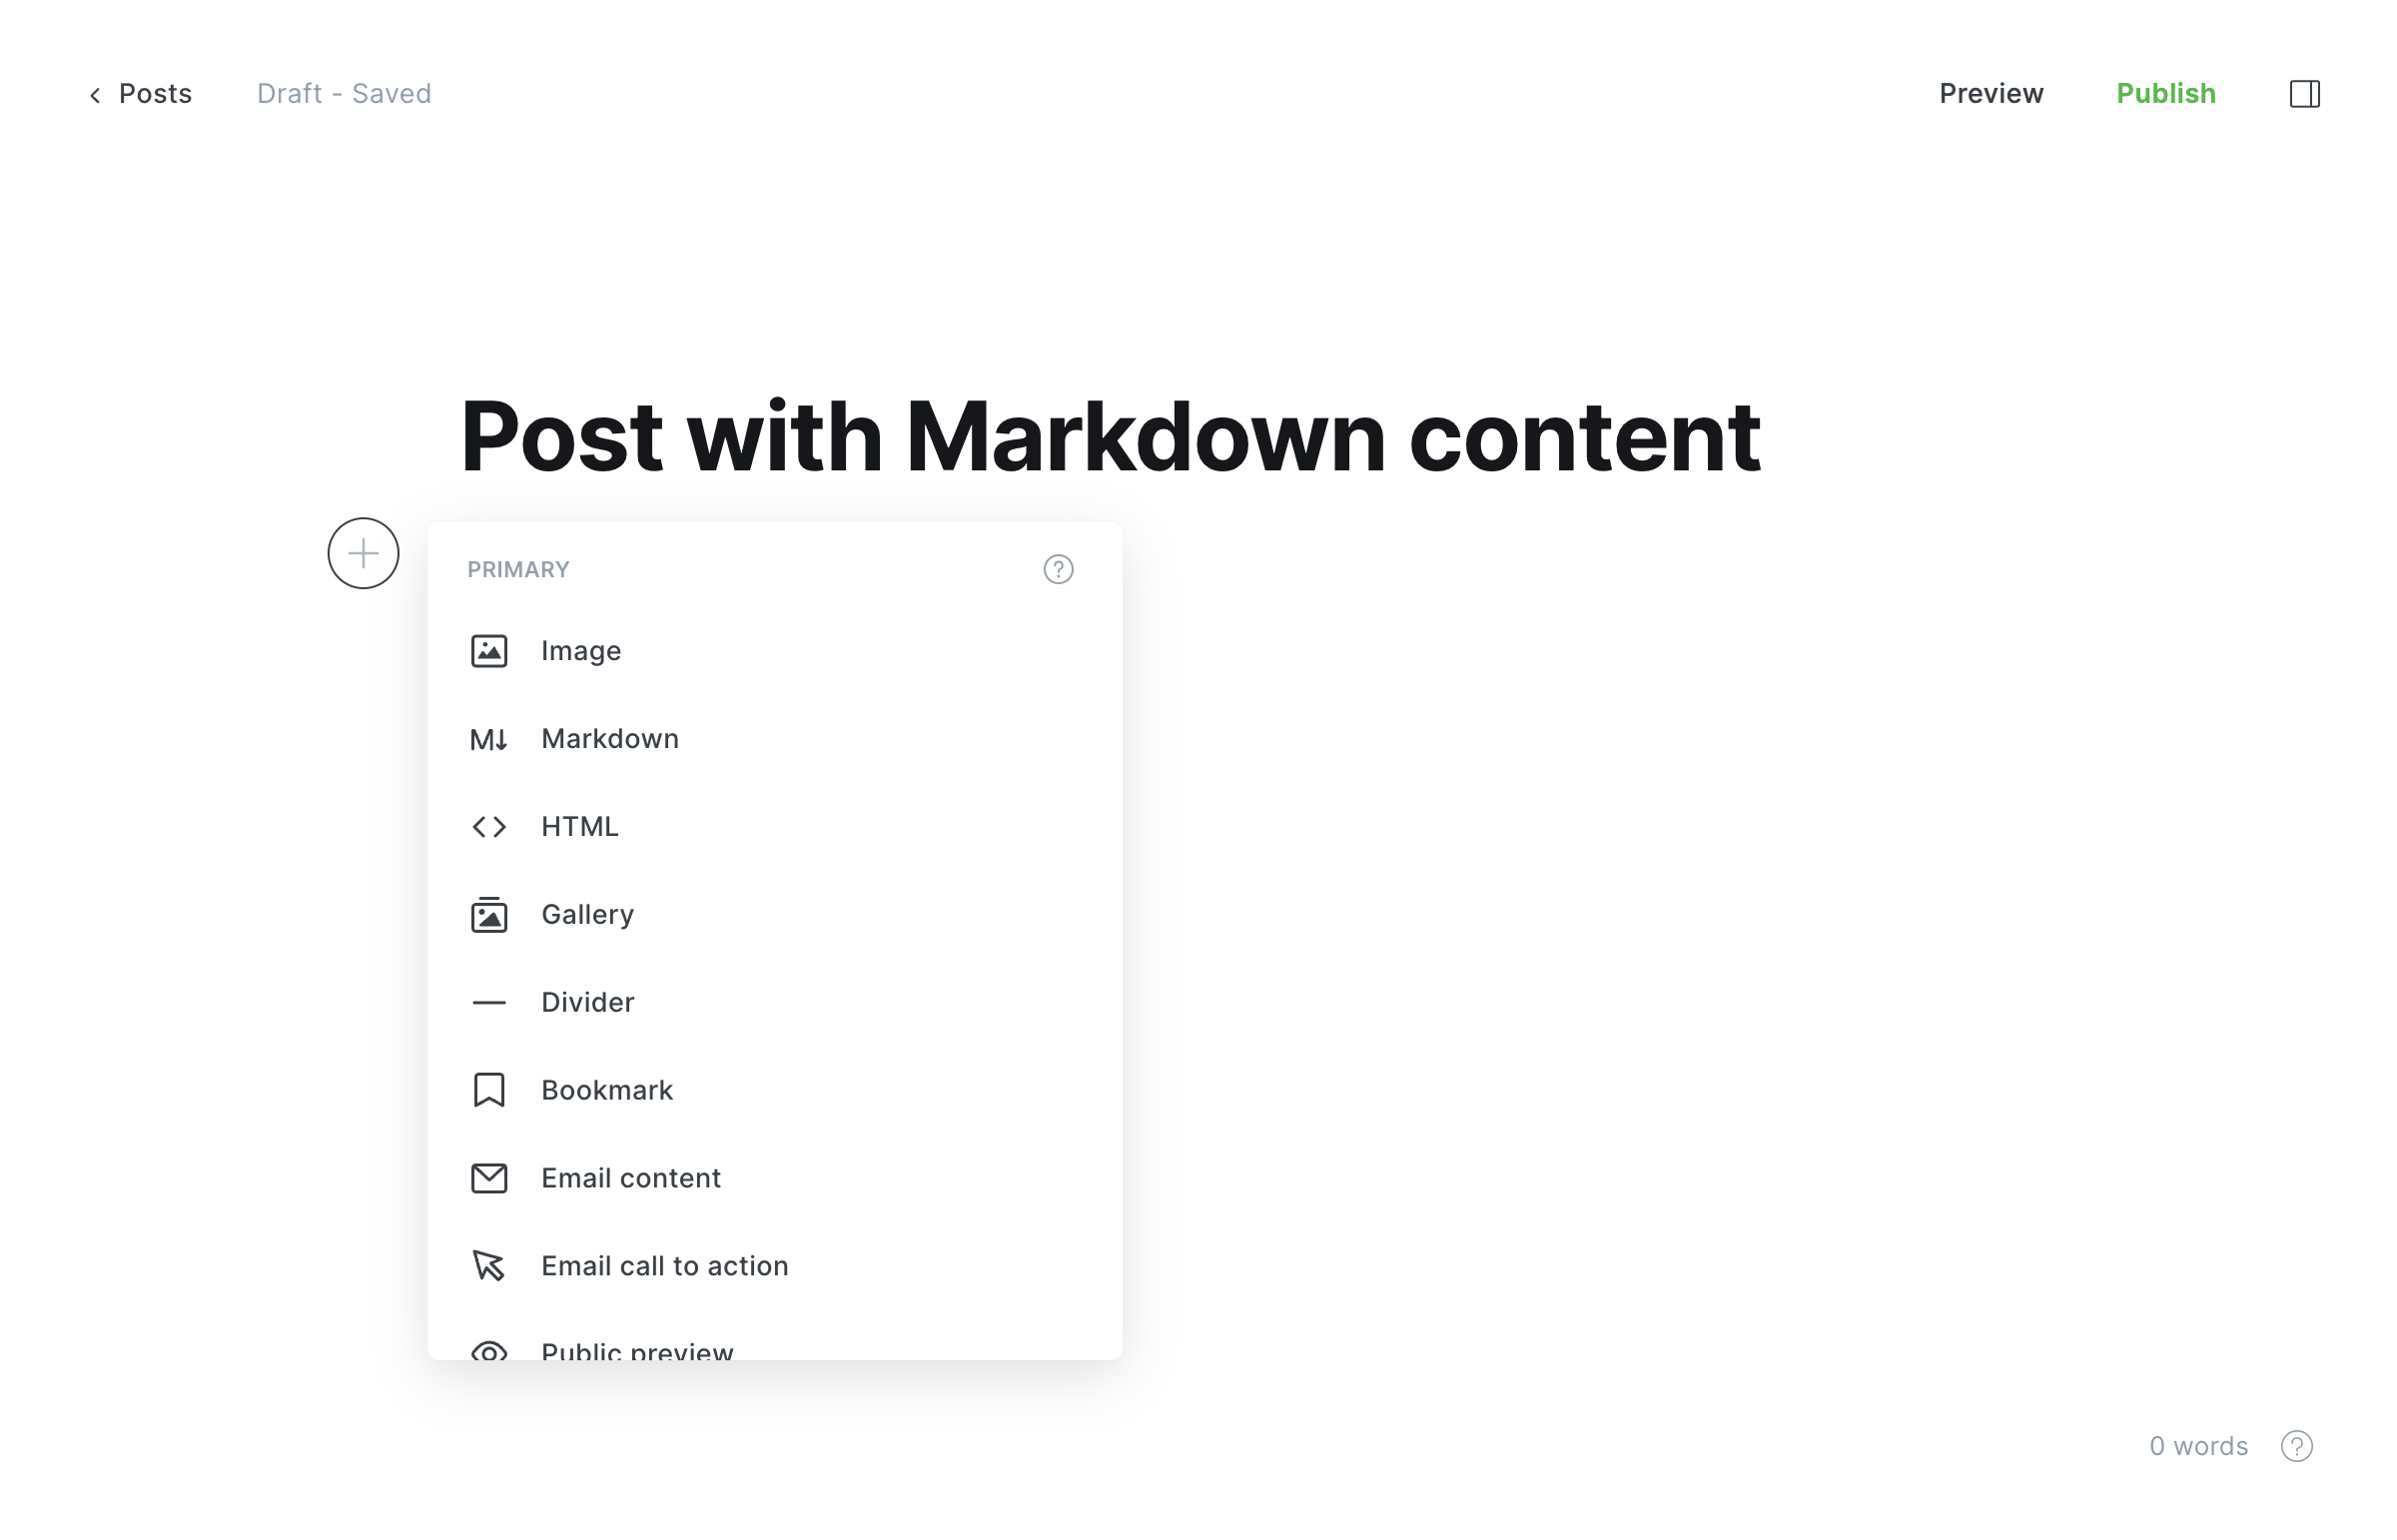 Posts Draft - Saved Preview Publish
Post with Markdown content
PRIMARY
Image
Markdown
HTML
Gallery
Divider
Bookmark
Email content
Email call to action
Public preview
0 words